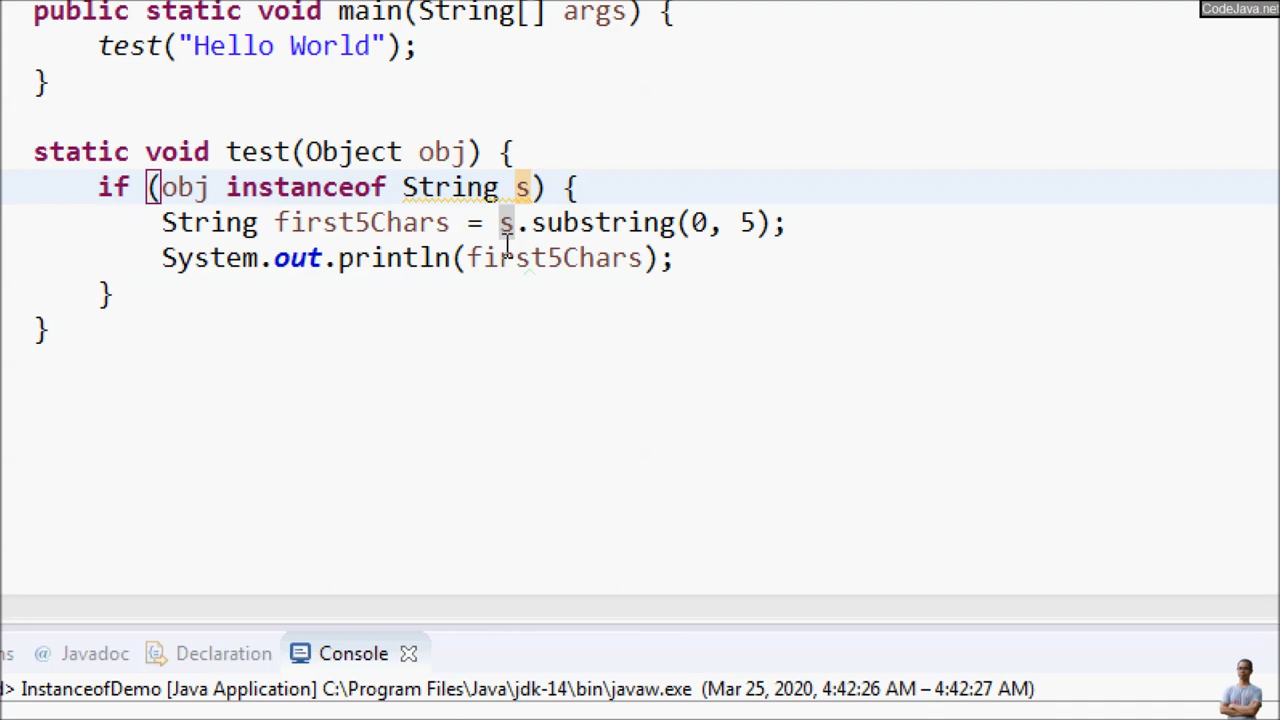 CodeJava.net
public static void main(String[] args) {
test("Hello World");
}
static void test(Object obj) {
if (obj instanceof String s) {
String first5Chars = s.substring(0, 5);
System.out.println(first5Chars);
}
}
@ Javadoc Declaration Console
> InstanceofDemo [Java Application] C:\Program Files\Java\jdk-14\bin\javaw.exe (Mar 25, 2020, 4:42:26 AM – 4:42:27 AM)